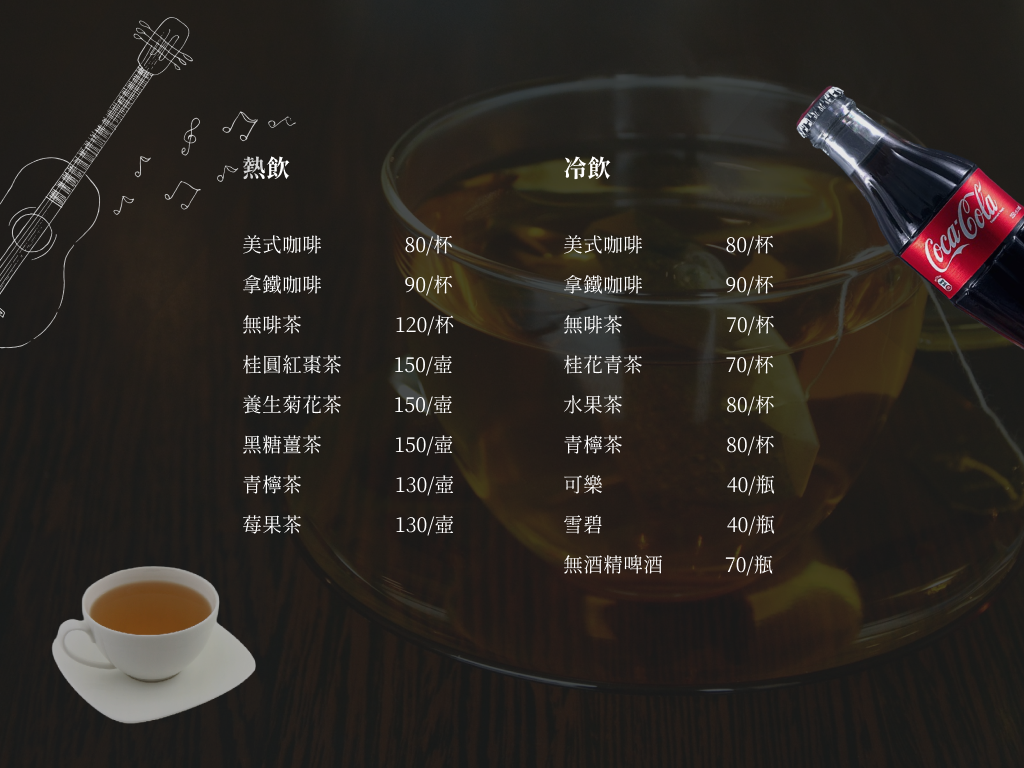 熱飲
美式咖啡 80/杯
拿鐵咖啡 90/杯
無啡茶 120/杯
桂圓紅棗茶 150/壺
養生菊花茶 150/壺
黑糖薑茶 150/壺
青檸茶 130/壺
莓果茶 130/壺
冷飲
美式咖啡 80/杯
拿鐵咖啡 90/杯
無啡茶 70/杯
桂花青茶 70/杯
水果茶 80/杯
青檸茶 80/杯
可樂 40/瓶
雪碧 40/瓶
無酒精啤酒 70/瓶
Coca-Cola